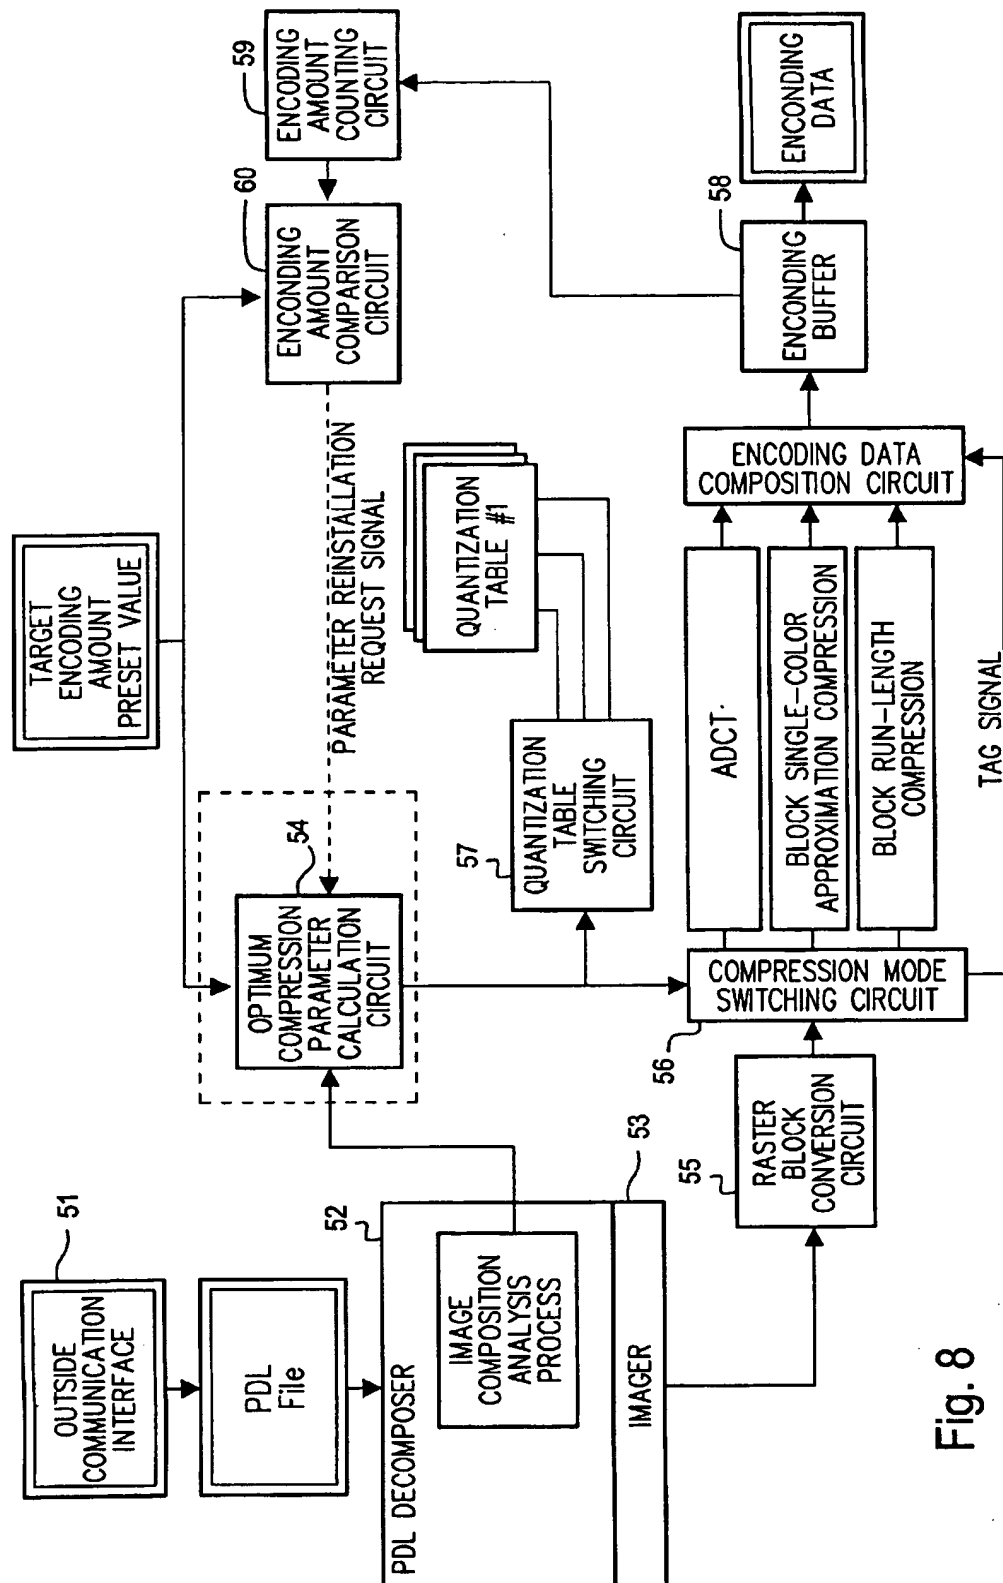 51
OUTSIDE
COMMUNICATION
INTERFACE
PDL
File
52
PDL DECOMPOSER
IMAGE
COMPOSITION
ANALYSIS
PROCESS
IMAGER
53
TARGET
ENCODING
AMOUNT
PRESET VALUE
54
OPTIMUM
COMPRESSION
PARAMETER
CALCULATION
CIRCUIT
PARAMETER REINSTALLATION
REQUEST SIGNAL
60
ENCONDING
AMOUNT
COMPARISON
CIRCUIT
59
ENCODING
AMOUNT
COUNTING
CIRCUIT
57
QUANTIZATION
TABLE
SWITCHING
CIRCUIT
QUANTIZATION
TABLE #1
55
RASTER
BLOCK
CONVERSION
CIRCUIT
56
COMPRESSION MODE
SWITCHING CIRCUIT
ADCT
BLOCK SINGLE-COLOR
APPROXIMATION COMPRESSION
BLOCK RUN-LENGTH
COMPRESSION
TAG SIGNAL
ENCODING DATA
COMPOSITION CIRCUIT
58
ENCONDING
BUFFER
ENCONDING
DATA
Fig. 8